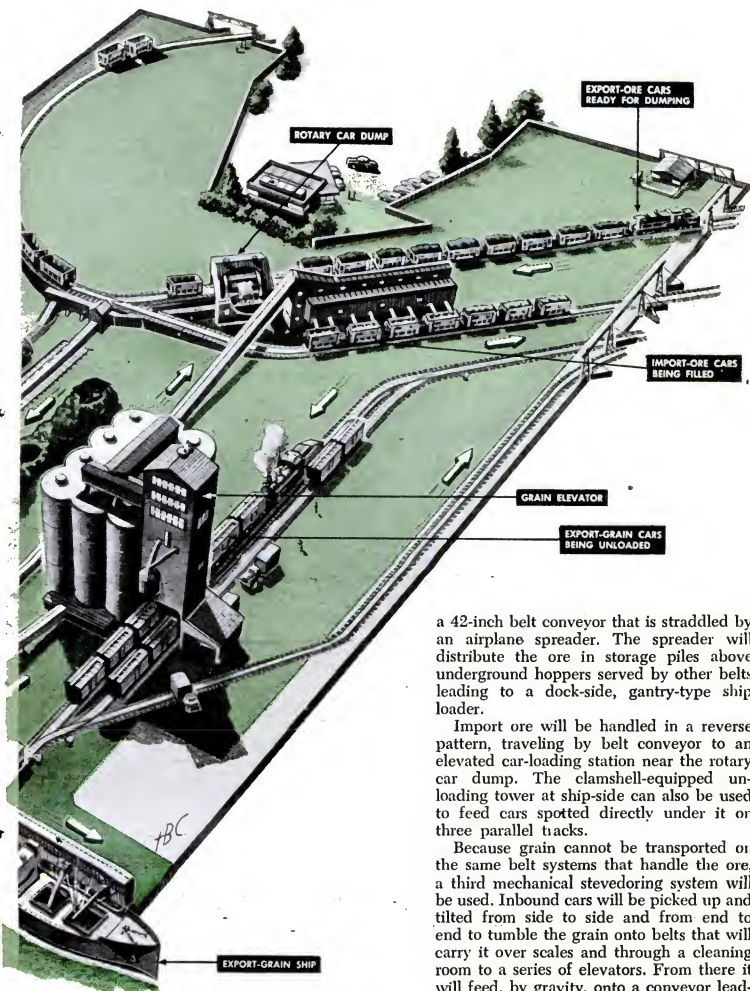 EXPORT-ORE CARS
READY FOR DUMPING
ROTARY CAR DUMP
IMPORT-ORE CARS
BEING FILLED
GRAIN ELEVATOR
EXPORT-GRAIN CARS
BEING UNLOADED
a 42-inch belt conveyor that is straddled by
an airplane spreader. The spreader will
distribute the ore in storage piles above
underground hoppers served by other belts
leading to a dock-side, gantry-type ship
loader.
Import ore will be handled in a reverse
pattern, traveling by belt conveyor to an
elevated car-loading station near the rotary
car dump. The clamshell-equipped un-
loading tower at ship-side can also be used
to feed cars spotted directly under it on
three parallel tracks.
Because grain cannot be transported on
the same belt systems that handle the ore,
a third mechanical stevedoring system will
be used. Inbound cars will be picked up and
tilted from side to side and from end to
end to tumble the grain onto belts that will
carry it over scales and through a cleaning
room to a series of elevators. From there it
will feed, by gravity, onto a conveyor lead-
TBC.
EXPORT-GRAIN SHIP